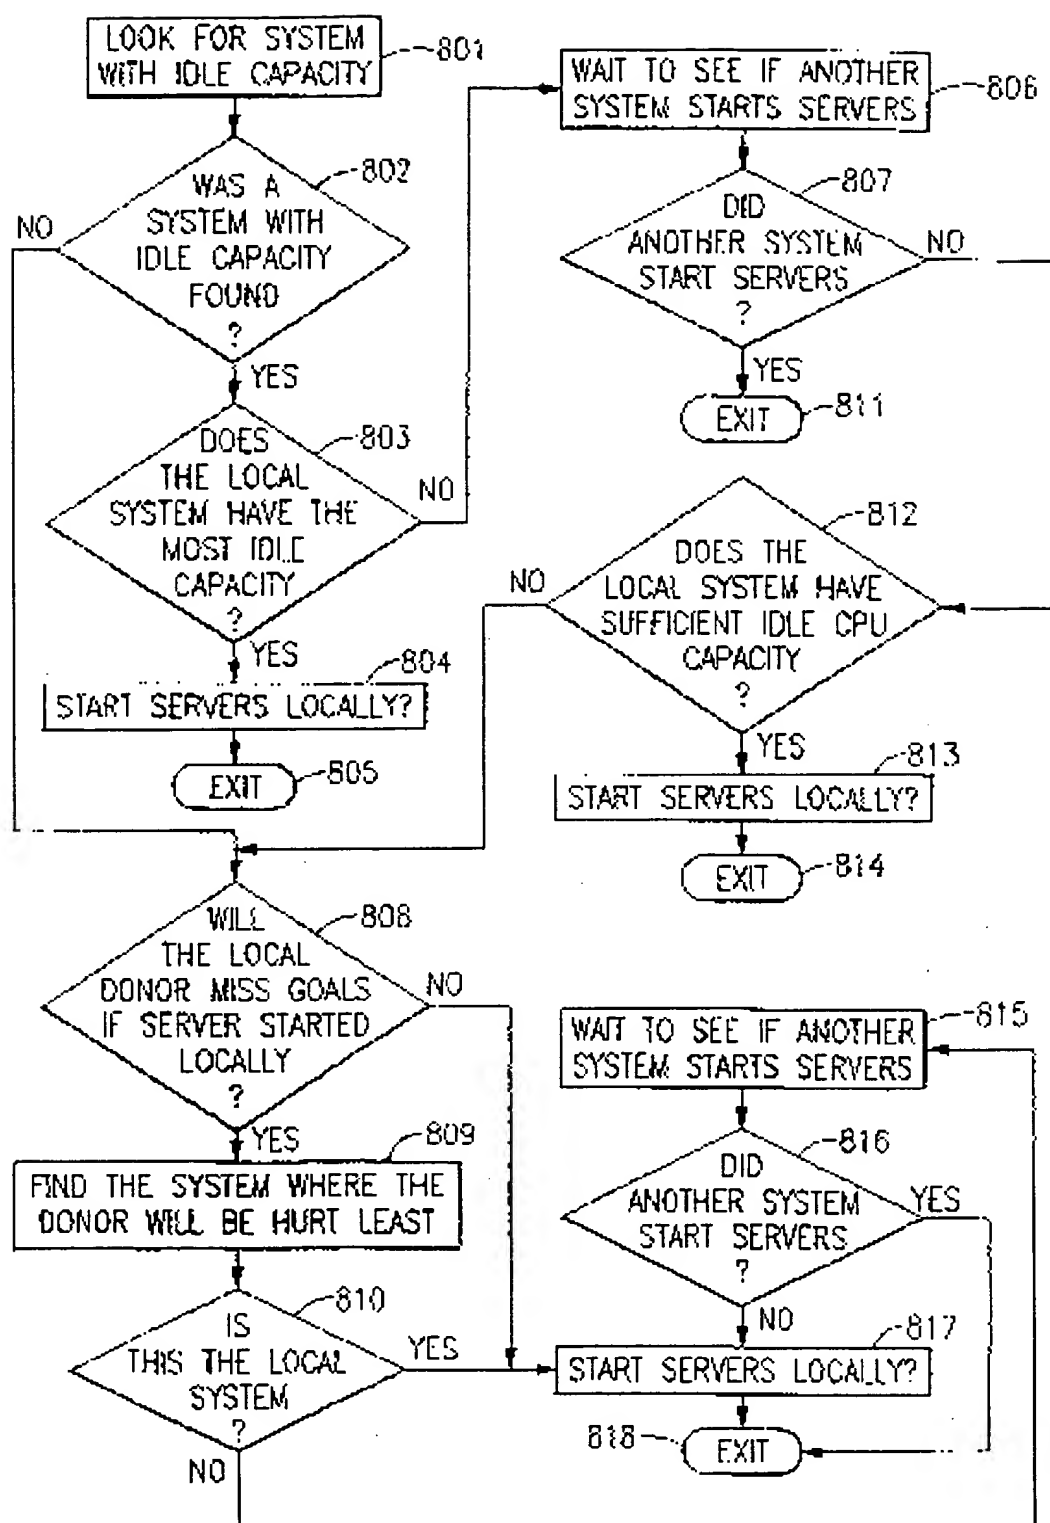 LOOK FOR SYSTEM
WITH IDLE CAPACITY
801
WAS A
SYSTEM WITH
IDLE CAPACITY
FOUND
?
802
NO
YES
DOES
THE LOCAL
SYSTEM HAVE THE
MOST IDLE
CAPACITY
?
803
NO
YES
804
START SERVERS LOCALLY?
EXIT
805
WAIT TO SEE IF ANOTHER
SYSTEM STARTS SERVERS
806
807
DID
ANOTHER SYSTEM
START SERVERS
?
NO
YES
EXIT
811
812
DOES THE
LOCAL SYSTEM HAVE
SUFFICIENT IDLE CPU
CAPACITY
?
NO
YES
813
START SERVERS LOCALLY?
EXIT
814
WILL
THE LOCAL
DONOR MISS GOALS
IF SERVER STARTED
LOCALLY
?
808
NO
YES
809
FIND THE SYSTEM WHERE THE
DONOR WILL BE HURT LEAST
810
IS
THIS THE LOCAL
SYSTEM
?
YES
NO
WAIT TO SEE IF ANOTHER
SYSTEM STARTS SERVERS
815
816
DID
ANOTHER SYSTEM
START SERVERS
?
YES
NO
817
START SERVERS LOCALLY?
818
EXIT